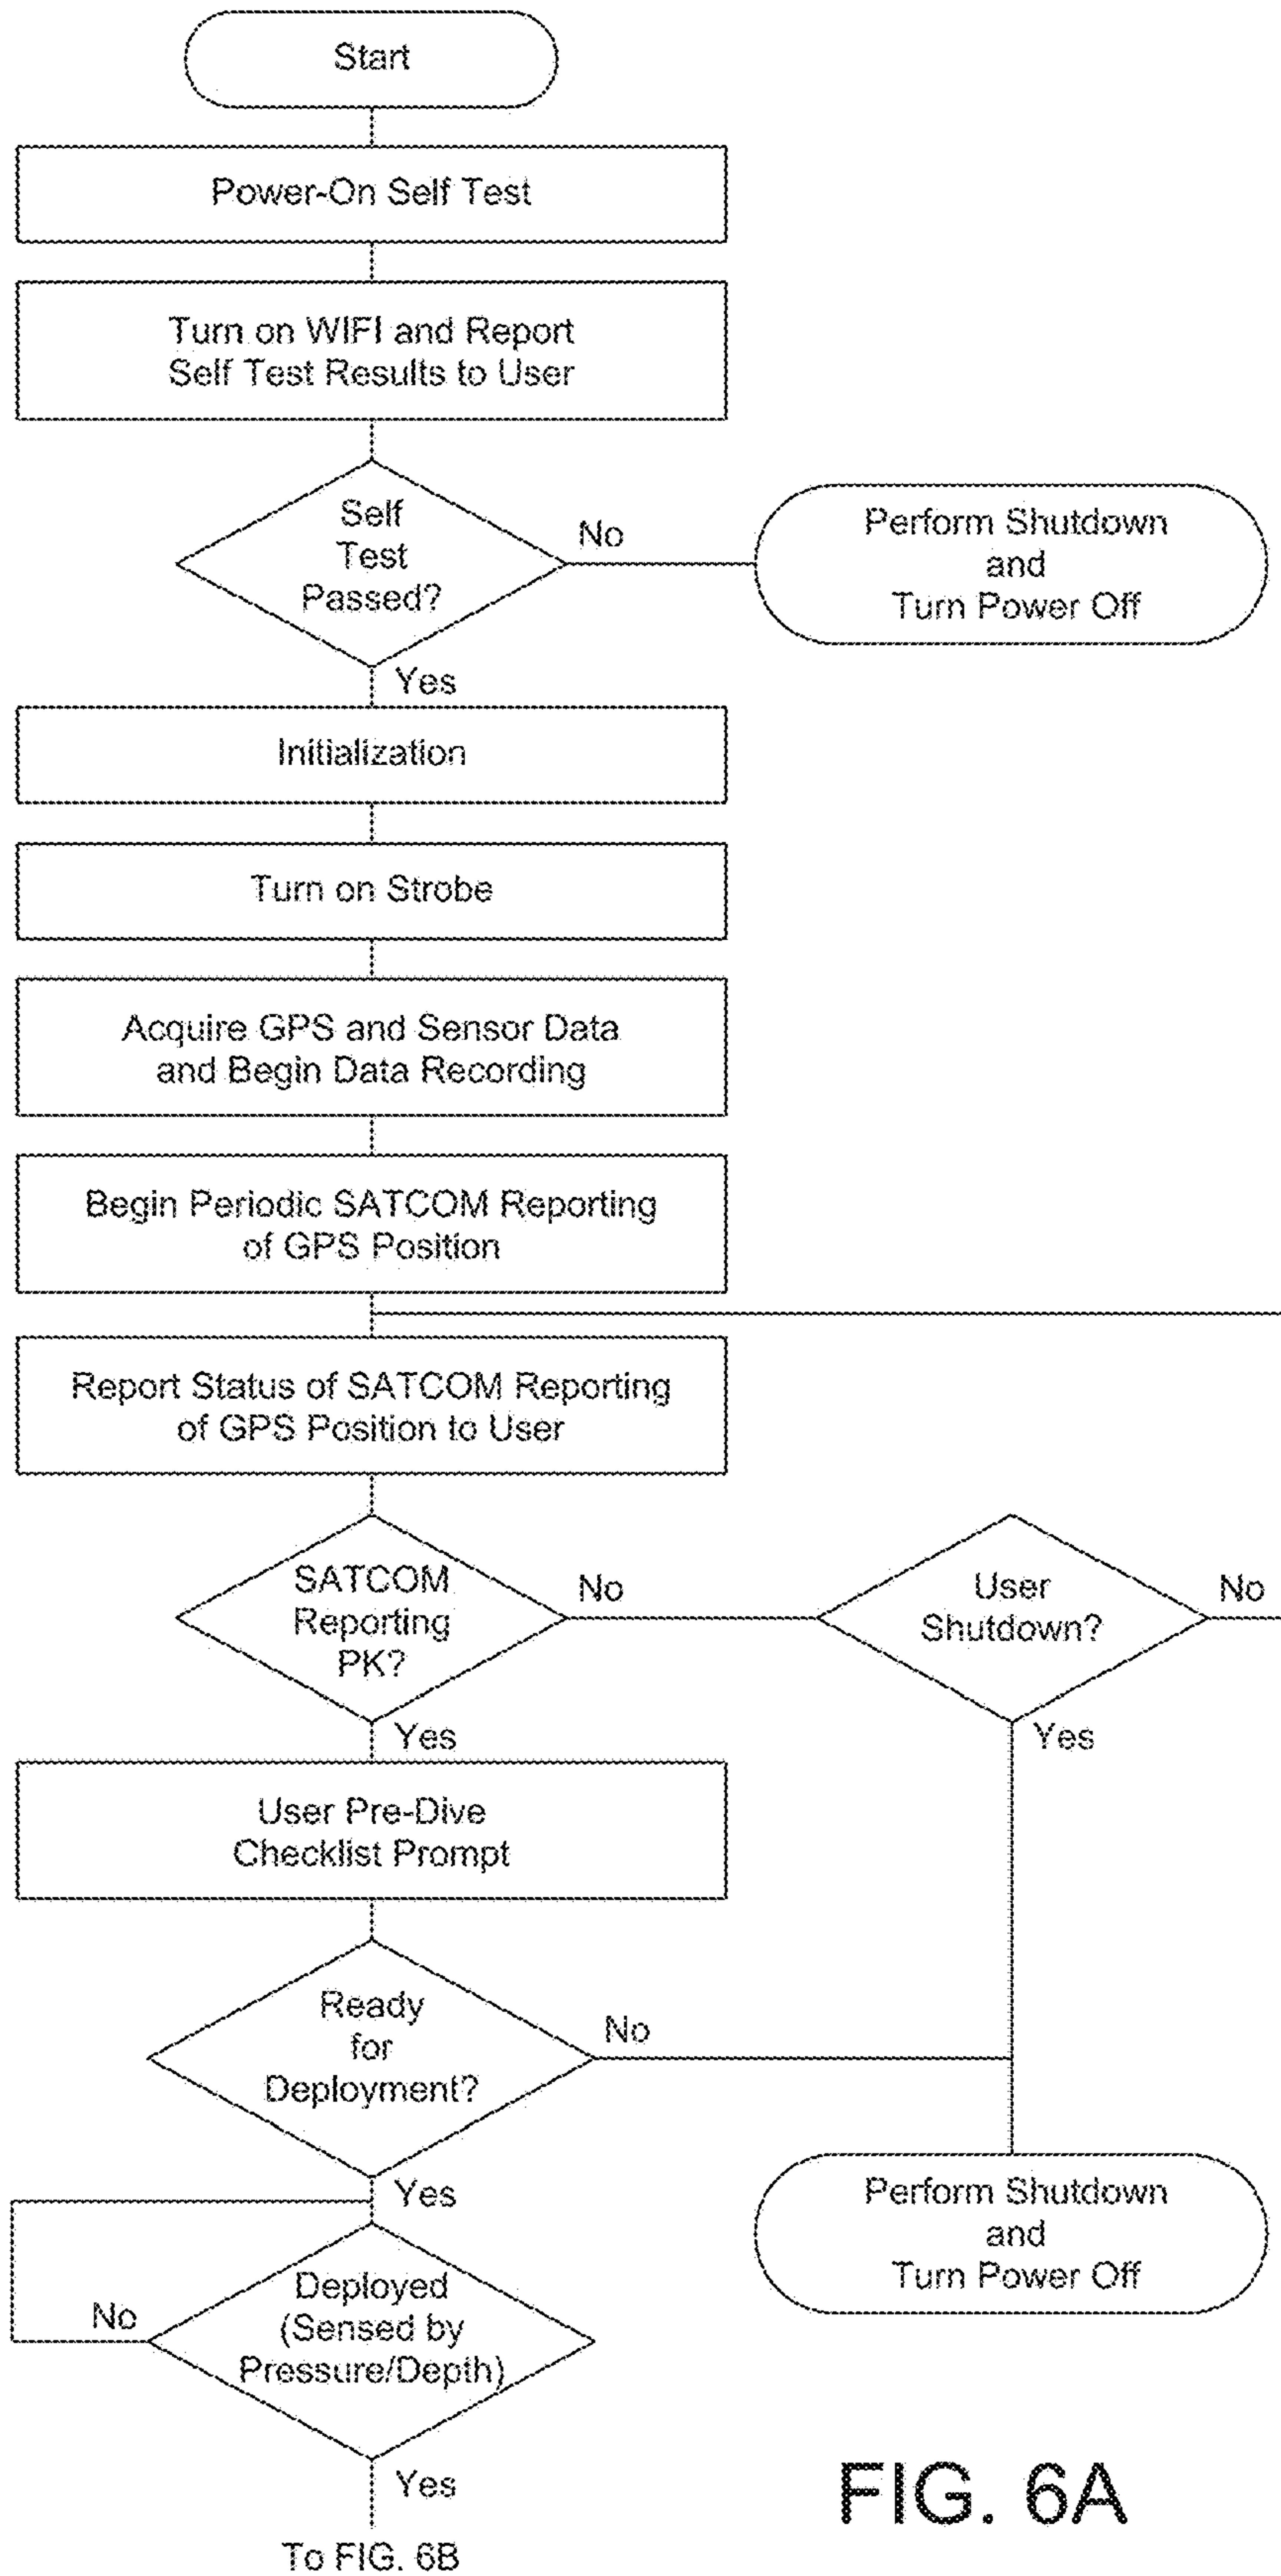 Start
Power-On Self Test
Turn on WIFI and Report
Self Test Results to User
Self
Test
Passed?
No
Perform Shutdown
and
Turn Power Off
Yes
Initialization
Turn on Strobe
Acquire GPS and Sensor Data
and Begin Data Recording
Begin Periodic SATCOM Reporting
of GPS Position
Report Status of SATCOM Reporting
of GPS Position to User
SATCOM
Reporting
PK?
No
User
Shutdown?
No
Yes
Yes
User Pre-Dive
Checklist Prompt
Ready
for
Deployment?
No
Yes
Perform Shutdown
and
Turn Power Off
Deployed
(Sensed by
Pressure/Depth)
No
Yes
To FIG. 6B
FIG. 6A